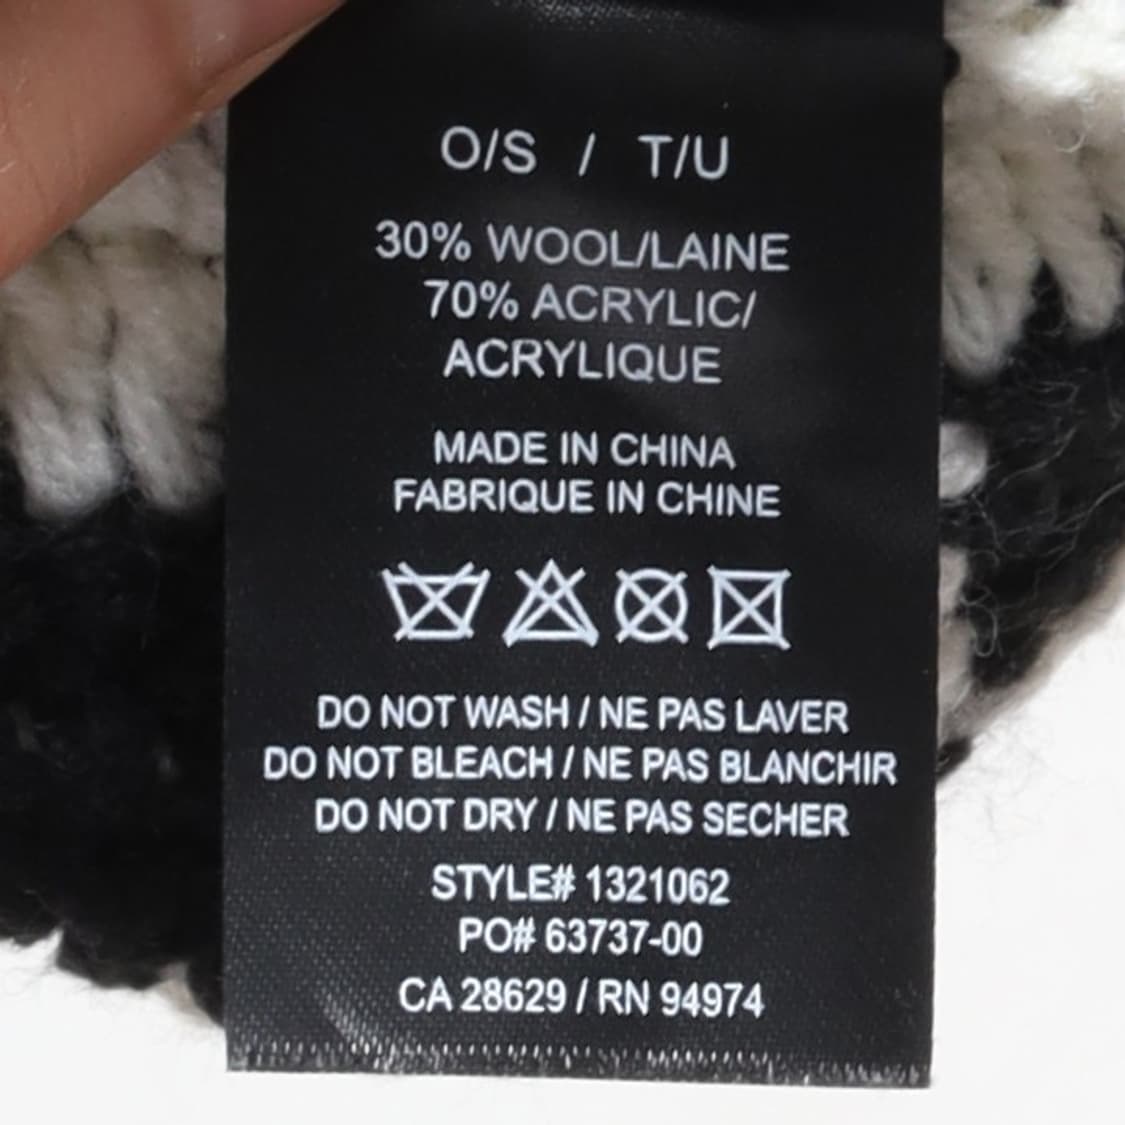 O/S / T/U
30% WOOL/LAINE
70% ACRYLIC/
ACRYLIQUE
MADE IN CHINA
FABRIQUE IN CHINE
DO NOT WASH / NE PAS LAVER
DO NOT BLEACH / NE PAS BLANCHIR
DO NOT DRY / NE PAS SECHER
STYLE# 1321062
PO# 63737-00
CA 28629 / RN 94974